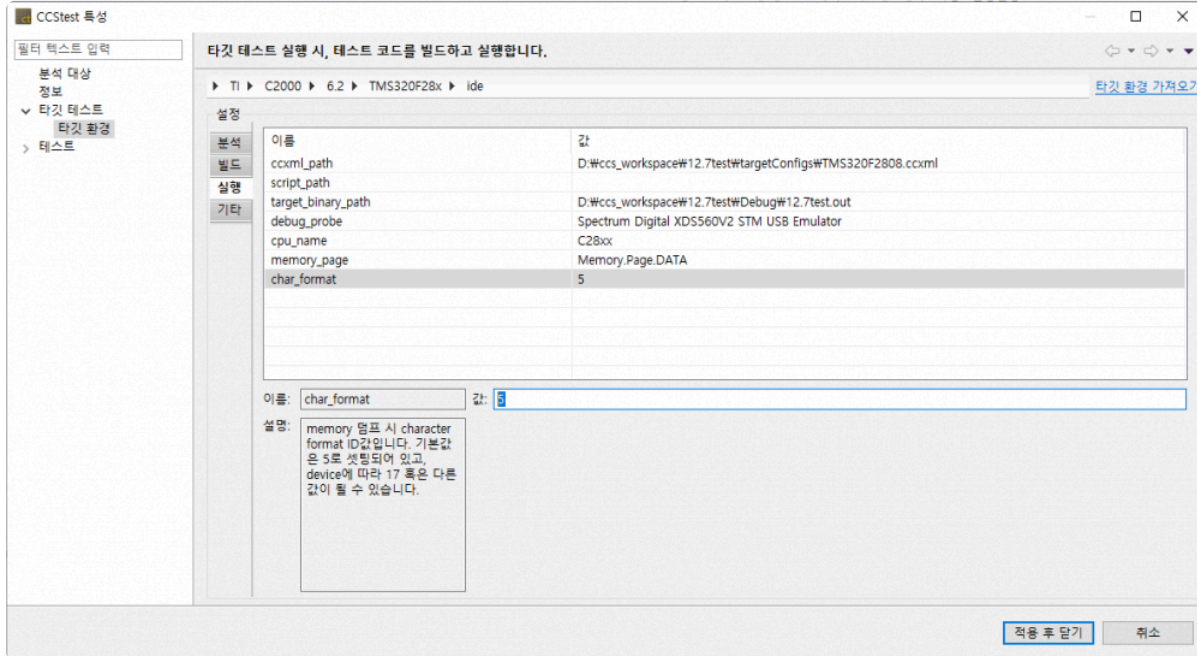 CCStest 특성
필터 텍스트 입력
분석 대상
정보
타깃 테스트
타깃 환경
테스트
타깃 테스트 실행 시, 테스트 코드를 빌드하고 실행합니다.
TI C2000 6.2 TMS320F28x ide
타깃 환경 가져오기
설정
분석
빌드
실행
기타
이름 값
ccxml_path D:₩ccs_workspace₩12.7test₩targetConfigs₩TMS320F2808.ccxml
script_path
target_binary_path D:₩ccs_workspace₩12.7test₩Debug₩12.7test.out
debug_probe Spectrum Digital XDS560V2 STM USB Emulator
cpu_name C28xx
memory_page Memory.Page.DATA
char_format 5
이름: char_format 값: 5
설명: memory 덤프 시 character
format ID값입니다. 기본값
은 5로 셋팅되어 있고,
device에 따라 17 혹은 다른
값이 될 수 있습니다.
적용 후 닫기 취소